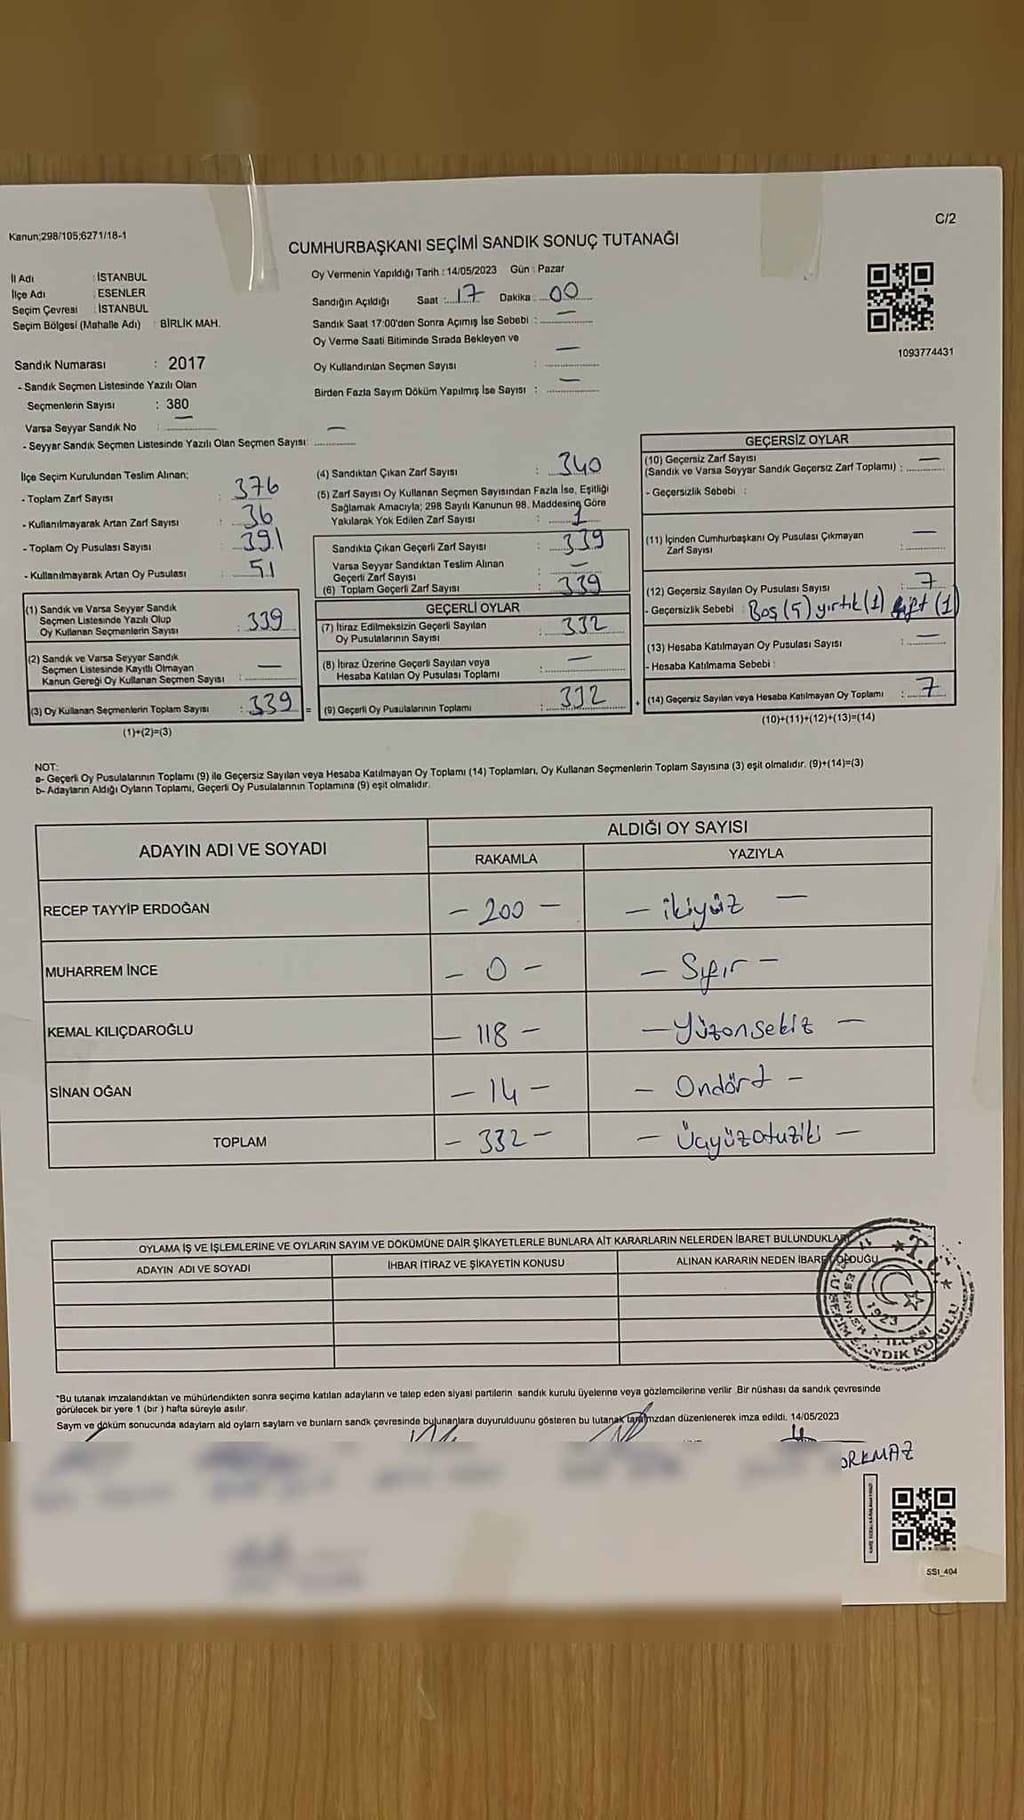 C/2
Kanun;298/105;6271/18-1
CUMHURBAŞKANI SEÇİMİ SANDIK SONUÇ TUTANAĞI
İl Adı : İSTANBUL
İlçe Adı : ESENLER
Seçim Çevresi : İSTANBUL
Seçim Bölgesi (Mahalle Adı) : BİRLİK MAH.
Oy Vermenin Yapıldığı Tarih : 14/05/2023 Gün : Pazar
Sandığın Açıldığı Saat : 17 Dakika : 00
Sandık Saat 17:00'den Sonra Açımış İse Sebebi : —
Oy Verme Saati Bitiminde Sırada Bekleyen ve
Oy Kullandırılan Seçmen Sayısı : —
Birden Fazla Sayım Döküm Yapılmış İse Sayısı : —
1093774431
Sandık Numarası : 2017
- Sandık Seçmen Listesinde Yazılı Olan
Seçmenlerin Sayısı : 380
Varsa Seyyar Sandık No : —
- Seyyar Sandık Seçmen Listesinde Yazılı Olan Seçmen Sayısı: —
İlçe Seçim Kurulundan Teslim Alınan;
- Toplam Zarf Sayısı : 376
- Kullanılmayarak Artan Zarf Sayısı : 36
- Toplam Oy Pusulası Sayısı : 391
- Kullanılmayarak Artan Oy Pusulası : 51
(1) Sandık ve Varsa Seyyar Sandık
Seçmen Listesinde Yazılı Olup
Oy Kullanan Seçmenlerin Sayısı : 339
(2) Sandık ve Varsa Seyyar Sandık
Seçmen Listesinde Kayıtlı Olmayan
Kanun Gereği Oy Kullanan Seçmen Sayısı : —
(3) Oy Kullanan Seçmenlerin Toplam Sayısı : 339 =
(1)+(2)=(3)
(4) Sandıktan Çıkan Zarf Sayısı : 340
(5) Zarf Sayısı Oy Kullanan Seçmen Sayısından Fazla İse, Eşitliği
Sağlamak Amacıyla; 298 Sayılı Kanunun 98. Maddesine Göre
Yakılarak Yok Edilen Zarf Sayısı : 1
Sandıkta Çıkan Geçerli Zarf Sayısı : 339
Varsa Seyyar Sandıktan Teslim Alınan
Geçerli Zarf Sayısı : —
(6) Toplam Geçerli Zarf Sayısı : 339
GEÇERLİ OYLAR
(7) İtiraz Edilmeksizin Geçerli Sayılan
Oy Pusulalarının Sayısı : 332
(8) İtiraz Üzerine Geçerli Sayılan veya
Hesaba Katılan Oy Pusulası Toplamı : —
(9) Geçerli Oy Pusulalarının Toplamı : 332 +
GEÇERSİZ OYLAR
(10) Geçersiz Zarf Sayısı
(Sandık ve Varsa Seyyar Sandık Geçersiz Zarf Toplamı) : —
- Geçersizlik Sebebi :
(11) İçinden Cumhurbaşkanı Oy Pusulası Çıkmayan
Zarf Sayısı : —
(12) Geçersiz Sayılan Oy Pusulası Sayısı : 7
- Geçersizlik Sebebi : Boş (5) yırtık (1) çift (1)
(13) Hesaba Katılmayan Oy Pusulası Sayısı : —
- Hesaba Katılmama Sebebi :
(14) Geçersiz Sayılan veya Hesaba Katılmayan Oy Toplamı : 7
(10)+(11)+(12)+(13)=(14)
NOT:
a- Geçerli Oy Pusulalarının Toplamı (9) ile Geçersiz Sayılan veya Hesaba Katılmayan Oy Toplamı (14) Toplamları, Oy Kullanan Seçmenlerin Toplam Sayısına (3) eşit olmalıdır. (9)+(14)=(3)
b- Adayların Aldığı Oyların Toplamı, Geçerli Oy Pusulalarının Toplamına (9) eşit olmalıdır.
ADAYIN ADI VE SOYADI ALDIĞI OY SAYISI
RAKAMLA YAZIYLA
RECEP TAYYİP ERDOĞAN - 200 - - ikiyüz -
MUHARREM İNCE - 0 - - Sıfır -
KEMAL KILIÇDAROĞLU - 118 - - Yüzonsekiz -
SİNAN OĞAN - 14 - - Ondört -
TOPLAM - 332 - - Üçyüzotuziki -
OYLAMA İŞ VE İŞLEMLERİNE VE OYLARIN SAYIM VE DÖKÜMÜNE DAİR ŞİKAYETLERLE BUNLARA AİT KARARLARIN NELERDEN İBARET BULUNDUKLARI
ADAYIN ADI VE SOYADI İHBAR İTİRAZ VE ŞİKAYETİN KONUSU ALINAN KARARIN NEDEN İBARET OLDUĞU
T.C.
1923
ESENLER
İLÇESİ
SANDIK KURULU
*Bu tutanak imzalandıktan ve mühürlendikten sonra seçime katılan adayların ve talep eden siyasi partilerin sandık kurulu üyelerine veya gözlemcilerine verilir Bir nüshası da sandık çevresinde
görülecek bir yere 1 (bir ) hafta süreyle asılır.
Saym ve döküm sonucunda adaylarn ald oylarn saylarn ve bunlarn sandk çevresinde bulunanlara duyurulduunu gösteren bu tutanak tarafmzdan düzenlenerek imza edildi. 14/05/2023
ORKMAZ
SS1_404